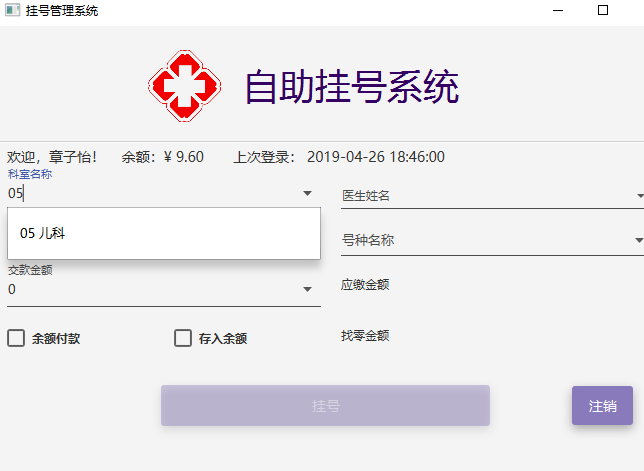 挂号管理系统
自助挂号系统
欢迎，章子怡！ 余额：¥ 9.60 上次登录： 2019-04-26 18:46:00
科室名称
05
医生姓名
05 儿科
号种名称
交款金额
0
应缴金额
余额付款 存入余额
找零金额
挂号 注销